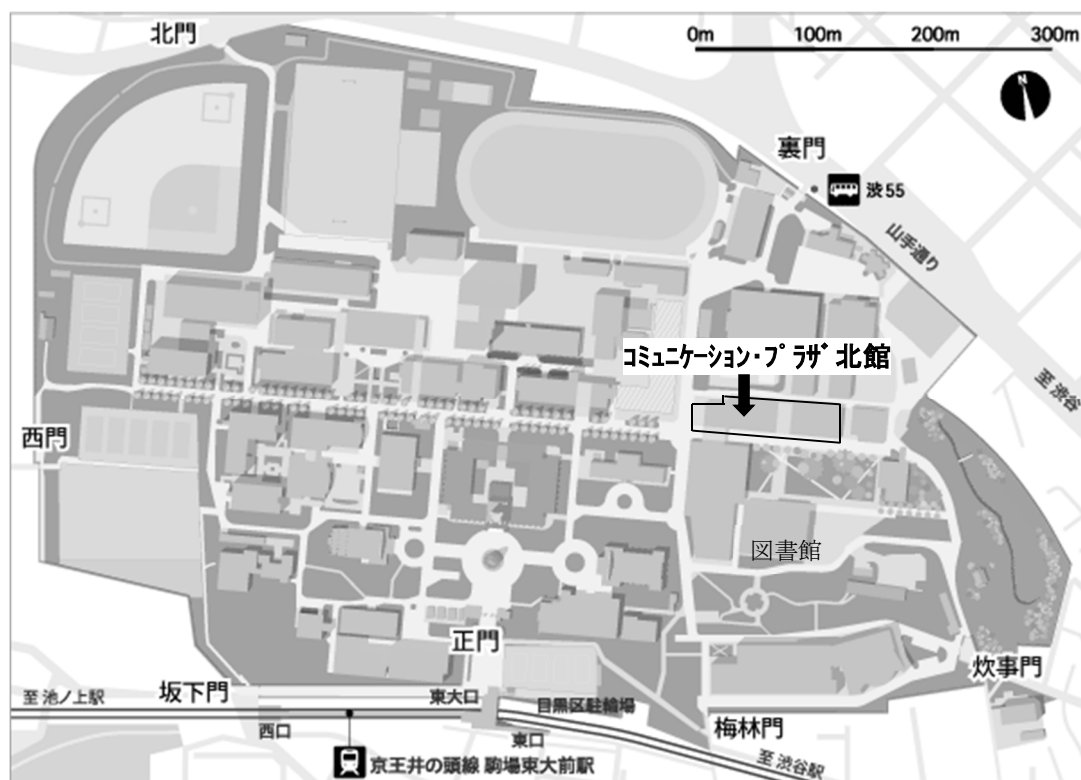 北門
0m 100m 200m 300m
N
裏門
渋55
山手通り
コミュニケーション・プラザ北館
至 渋谷
西門
図書館
正門
炊事門
坂下門
至 池ノ上駅
東大口
目黒区駐輪場
梅林門
西口
東口
至 渋谷駅
京王井の頭線 駒場東大前駅